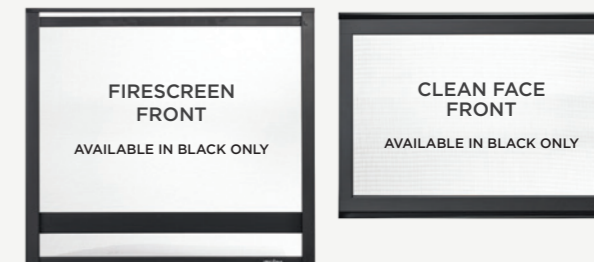 FIRESCREEN
FRONT
AVAILABLE IN BLACK ONLY
CLEAN FACE
FRONT
AVAILABLE IN BLACK ONLY